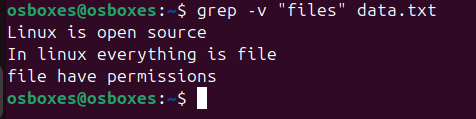 osboxes@osboxes:~$ grep -v "files" data.txt
Linux is open source
In linux everything is file
file have permissions
osboxes@osboxes:~$